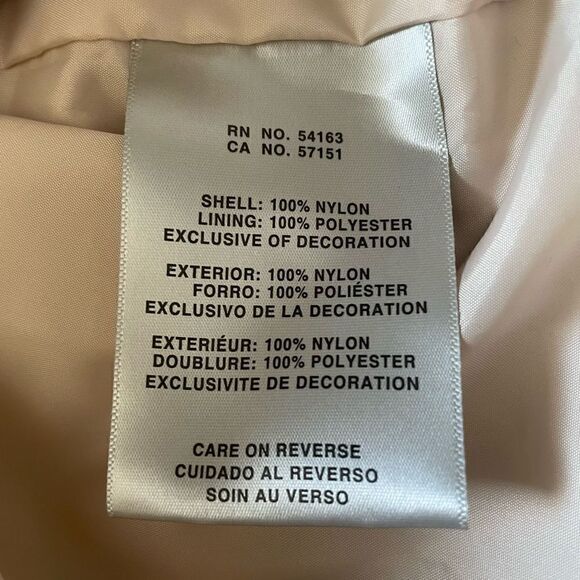 RN NO. 54163
CA NO. 57151
SHELL: 100% NYLON
LINING: 100% POLYESTER
EXCLUSIVE OF DECORATION
EXTERIOR: 100% NYLON
FORRO: 100% POLIÉSTER
EXCLUSIVO DE LA DECORATION
EXTERIÉUR: 100% NYLON
DOUBLURE: 100% POLYESTER
EXCLUSIVITE DE DECORATION
CARE ON REVERSE
CUIDADO AL REVERSO
SOIN AU VERSO